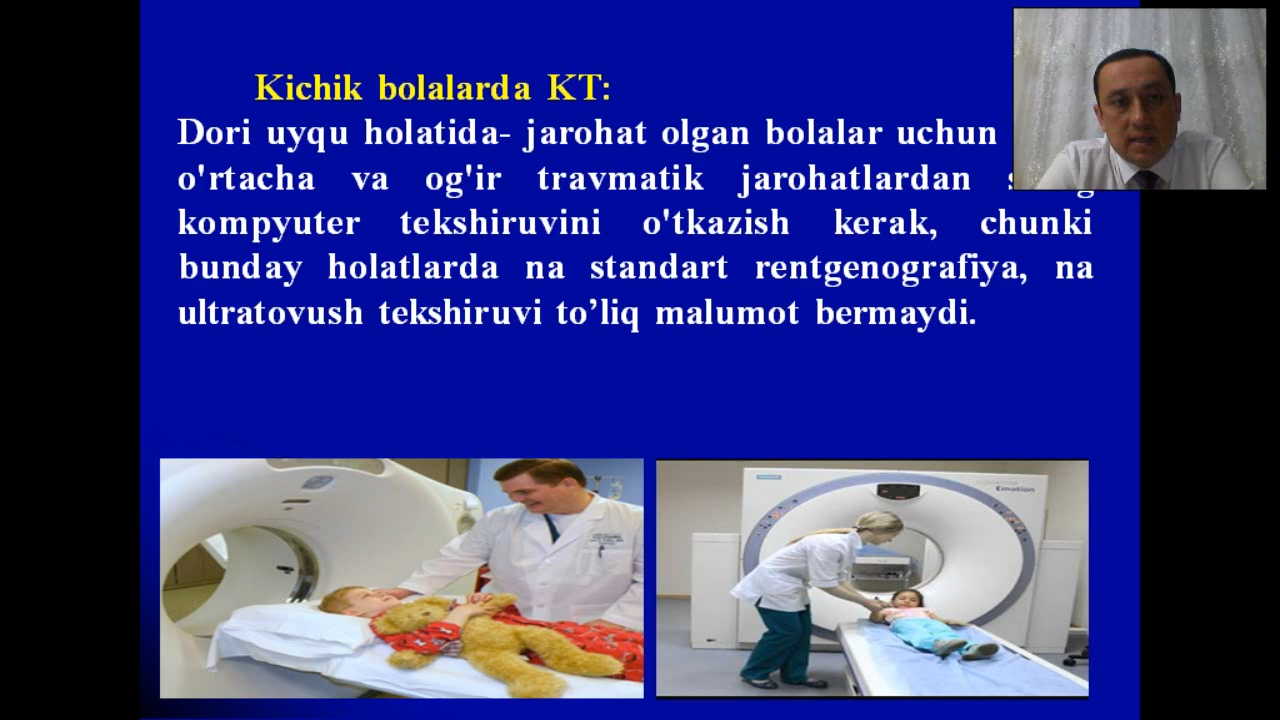 Kichik bolalarda KT:
Dori uyqu holatida- jarohat olgan bolalar uchun
o'rtacha va og'ir travmatik jarohatlardan
kompyuter tekshiruvini o'tkazish kerak, chunki
bunday holatlarda na standart rentgenografiya, na
ultratovush tekshiruvi to’liq malumot bermaydi.
Emotion